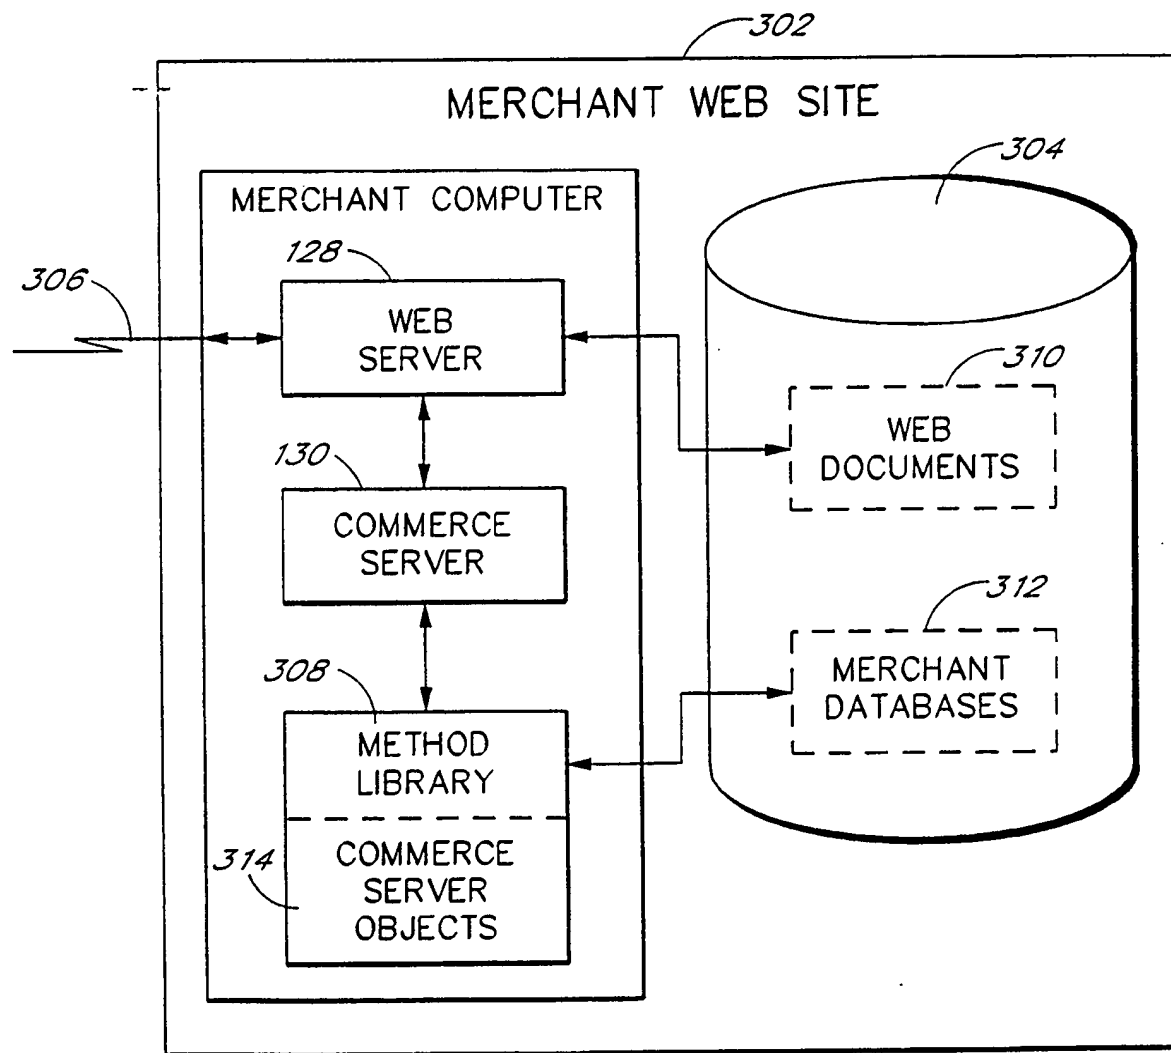 302
MERCHANT WEB SITE
304
MERCHANT COMPUTER
128
306
WEB
SERVER
310
WEB
DOCUMENTS
130
COMMERCE
SERVER
312
MERCHANT
DATABASES
308
METHOD
LIBRARY
314
COMMERCE
SERVER
OBJECTS